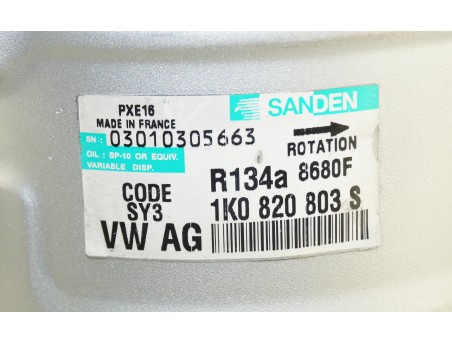 PXE16
SANDEN
MADE IN FRANCE
SN: 03010305663
ROTATION
OIL: SP-10 OR EQUIV.
VARIABLE DISP.
R134a 8680F
CODE
SY3
1K0 820 803 S
VW AG